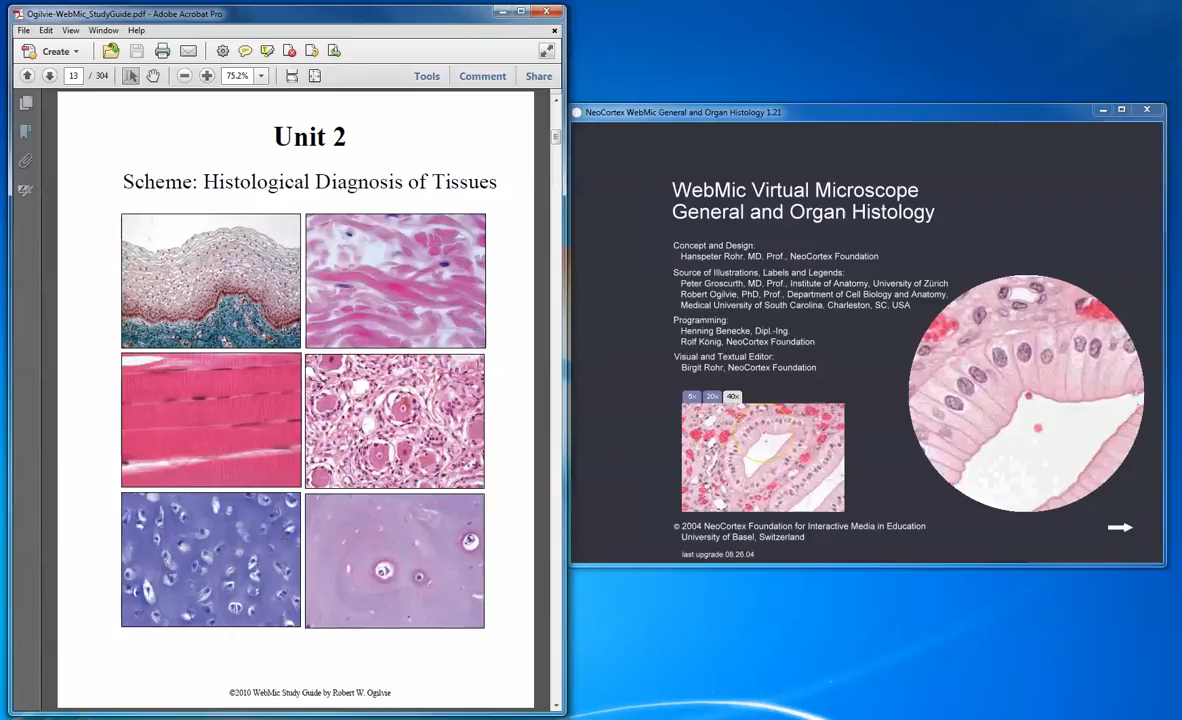 Ogilvie-WebMic_StudyGuide.pdf - Adobe Acrobat Pro
File Edit View Window Help
Create
13 / 304
75.2%
Tools Comment Share
Unit 2
Scheme: Histological Diagnosis of Tissues
©2010 WebMic Study Guide by Robert W. Ogilvie
NeoCortex WebMic General and Organ Histology 1.21
WebMic Virtual Microscope
General and Organ Histology
Concept and Design:
Hanspeter Rohr. MD. Prof., NeoCortex Foundation
Source of Illustrations, Labels and Legends:
Peter Groscurth, MD. Prof., Institute of Anatomy, University of Zürich
Robert Ogilvie, PhD, Prof., Department of Cell Biology and Anatomy,
Medical University of South Carolina, Charleston, SC, USA
Programming:
Henning Benecke, Dipl.-Ing.
Rolf König, NeoCortex Foundation
Visual and Textual Editor:
Birgit Rohr, NeoCortex Foundation
5x 20x 40x
© 2004 NeoCortex Foundation for Interactive Media in Education
University of Basel, Switzerland
last upgrade 08.26.04